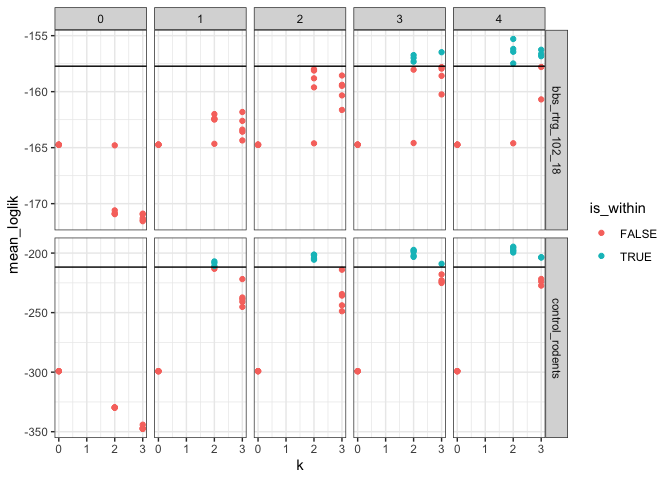 0 1 2 3 4
-155
-160
-165
-170
bbs_rtrg_102_18
-200
-250
-300
-350
control_rodents
0 1 2 3 0 1 2 3 0 1 2 3 0 1 2 3 0 1 2 3
k
mean_loglik
is_within
FALSE
TRUE